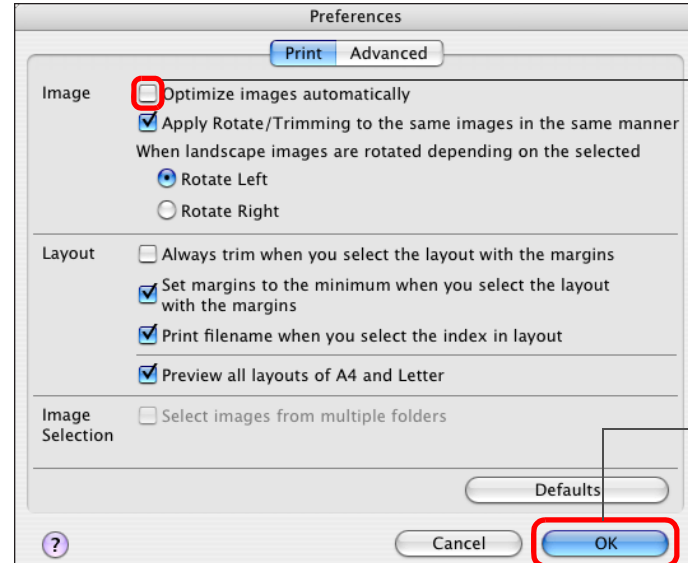 Preferences
Print Advanced
Image Optimize images automatically
Apply Rotate/Trimming to the same images in the same manner
When landscape images are rotated depending on the selected
Rotate Left
Rotate Right
Layout Always trim when you select the layout with the margins
Set margins to the minimum when you select the layout
with the margins
Print filename when you select the index in layout
Preview all layouts of A4 and Letter
Image Select images from multiple folders
Selection
Defaults
? Cancel OK